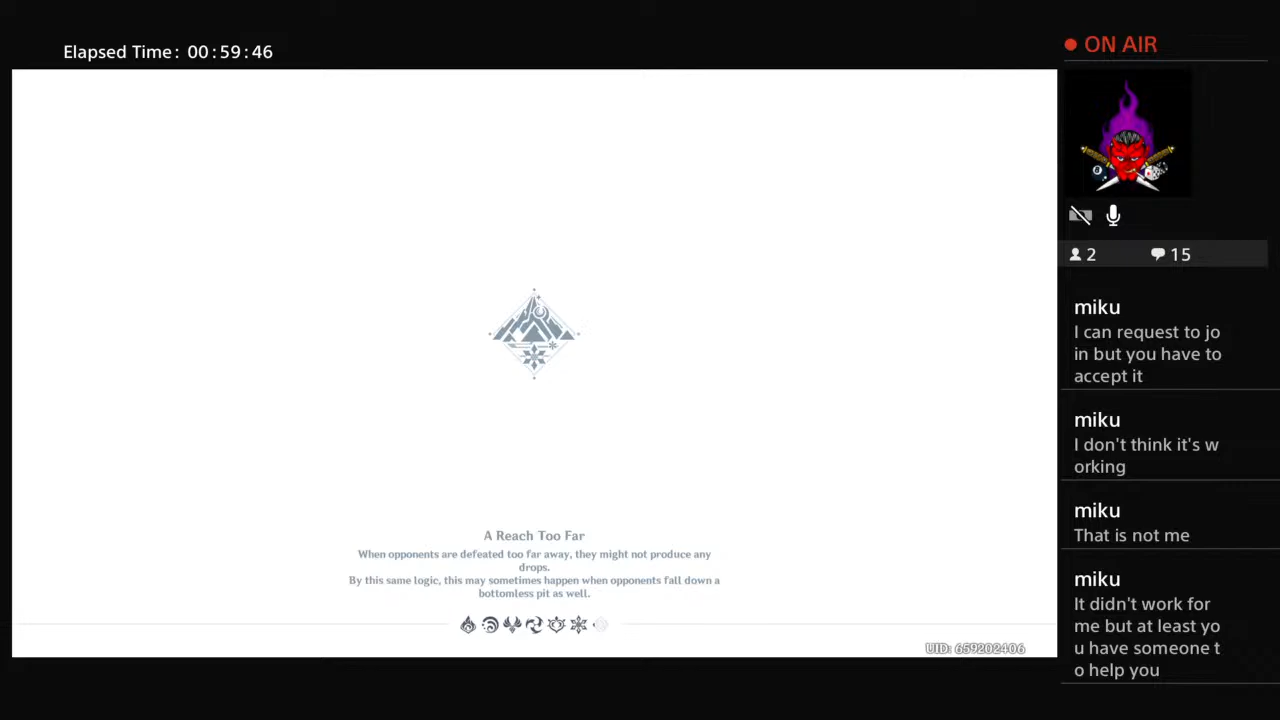 Elapsed Time: 00:59:46
ON AIR
2
15
miku
I can request to jo
in but you have to
accept it
miku
I don't think it's w
orking
miku
That is not me
miku
It didn't work for
me but at least yo
u have someone t
o help you
A Reach Too Far
When opponents are defeated too far away, they might not produce any
drops.
By this same logic, this may sometimes happen when opponents fall down a
bottomless pit as well.
UID: 659202406